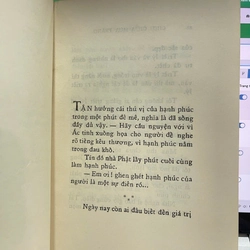 TẬN hưởng cái thú vị của hạnh phúc
trong một phút đê mê, nghĩa là đã sống
đầy đủ vậy. — Hãy cầu nguyện với vì
Ác tinh xuống họa cho người để nghe
rõ tiếng kêu thương, vì hạnh phúc nằm
trong đau khổ.
Tín đồ nhà Phật lấy phút cuối cùng
làm hạnh phúc.
— Em ơi ! ghen ghét hạnh phúc của
người là một sự điên rồ...
Ngày nay còn ai đâu biết đến giá trị